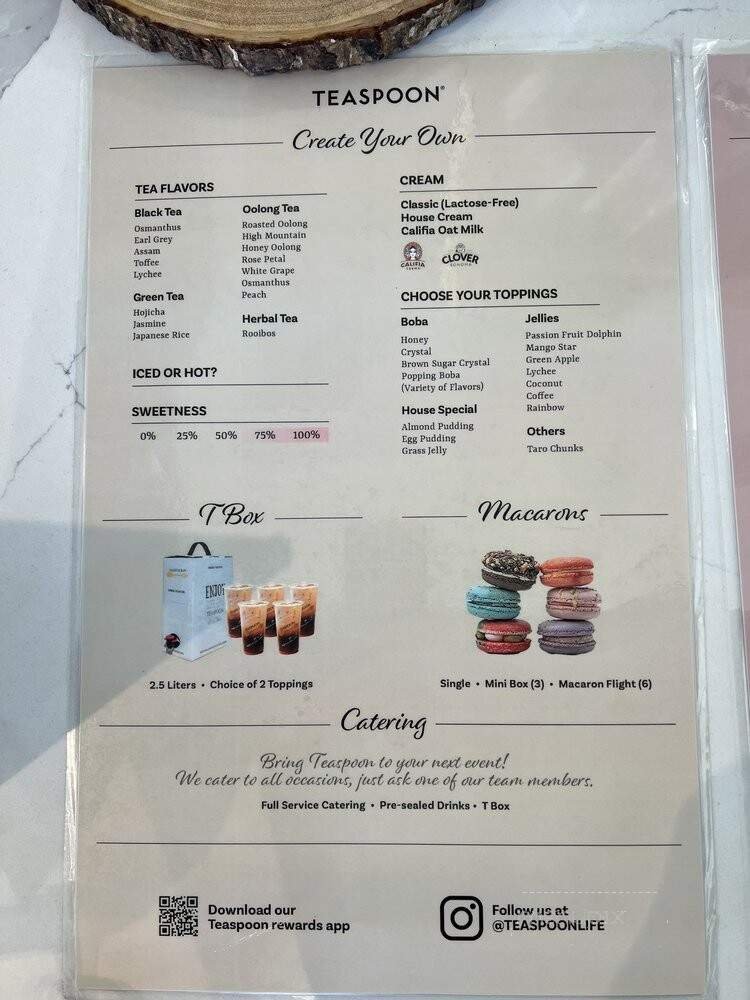 TEASPOON®
Create Your Own
TEA FLAVORS
Black Tea
Osmanthus
Earl Grey
Assam
Toffee
Lychee
Green Tea
Hojicha
Jasmine
Japanese Rice
Oolong Tea
Roasted Oolong
High Mountain
Honey Oolong
Rose Petal
White Grape
Osmanthus
Peach
Herbal Tea
Rooibos
ICED OR HOT?
SWEETNESS
0% 25% 50% 75% 100%
CREAM
Classic (Lactose-Free)
House Cream
Califia Oat Milk
CALIFIA
FARMS
CLOVER
SONOMA
CHOOSE YOUR TOPPINGS
Boba
Honey
Crystal
Brown Sugar Crystal
Popping Boba
(Variety of Flavors)
House Special
Almond Pudding
Egg Pudding
Grass Jelly
Jellies
Passion Fruit Dolphin
Mango Star
Green Apple
Lychee
Coconut
Coffee
Rainbow
Others
Taro Chunks
T Box
ENJOY
2.5 Liters • Choice of 2 Toppings
Macarons
Single • Mini Box (3) • Macaron Flight (6)
Catering
Bring Teaspoon to your next event!
We cater to all occasions, just ask one of our team members.
Full Service Catering • Pre-sealed Drinks • T Box
Download our
Teaspoon rewards app
Follow us at
@TEASPOONLIFE